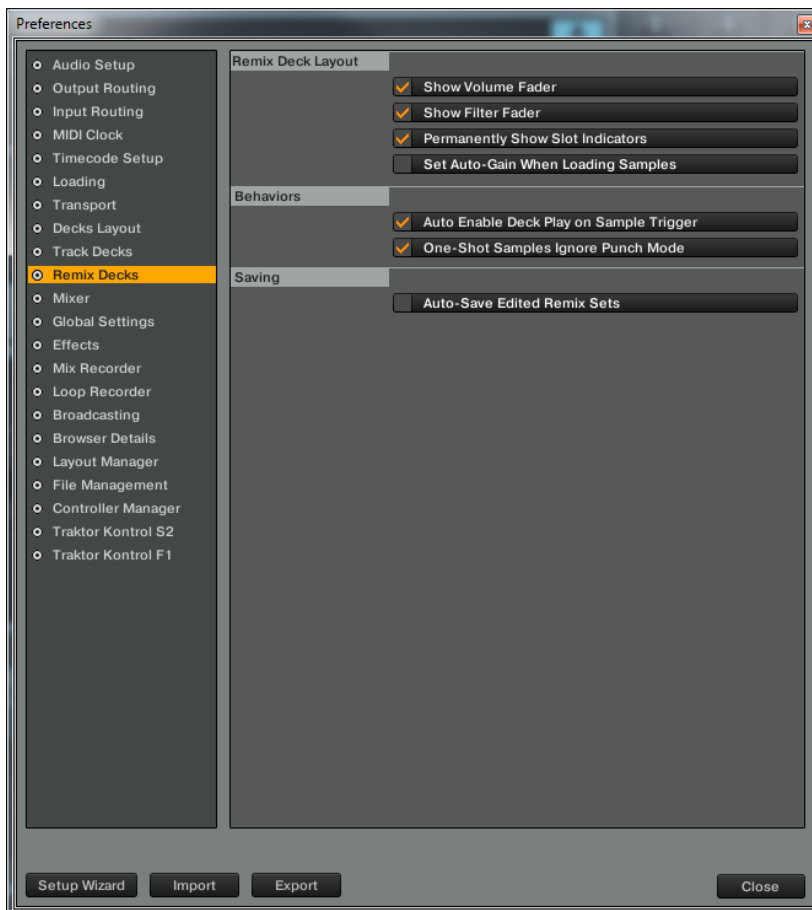 Preferences
Audio Setup
Output Routing
Input Routing
MIDI Clock
Timecode Setup
Loading
Transport
Decks Layout
Track Decks
Remix Decks
Mixer
Global Settings
Effects
Mix Recorder
Loop Recorder
Broadcasting
Browser Details
Layout Manager
File Management
Controller Manager
Traktor Kontrol S2
Traktor Kontrol F1
Remix Deck Layout
Show Volume Fader
Show Filter Fader
Permanently Show Slot Indicators
Set Auto-Gain When Loading Samples
Behaviors
Auto Enable Deck Play on Sample Trigger
One-Shot Samples Ignore Punch Mode
Saving
Auto-Save Edited Remix Sets
Setup Wizard
Import
Export
Close